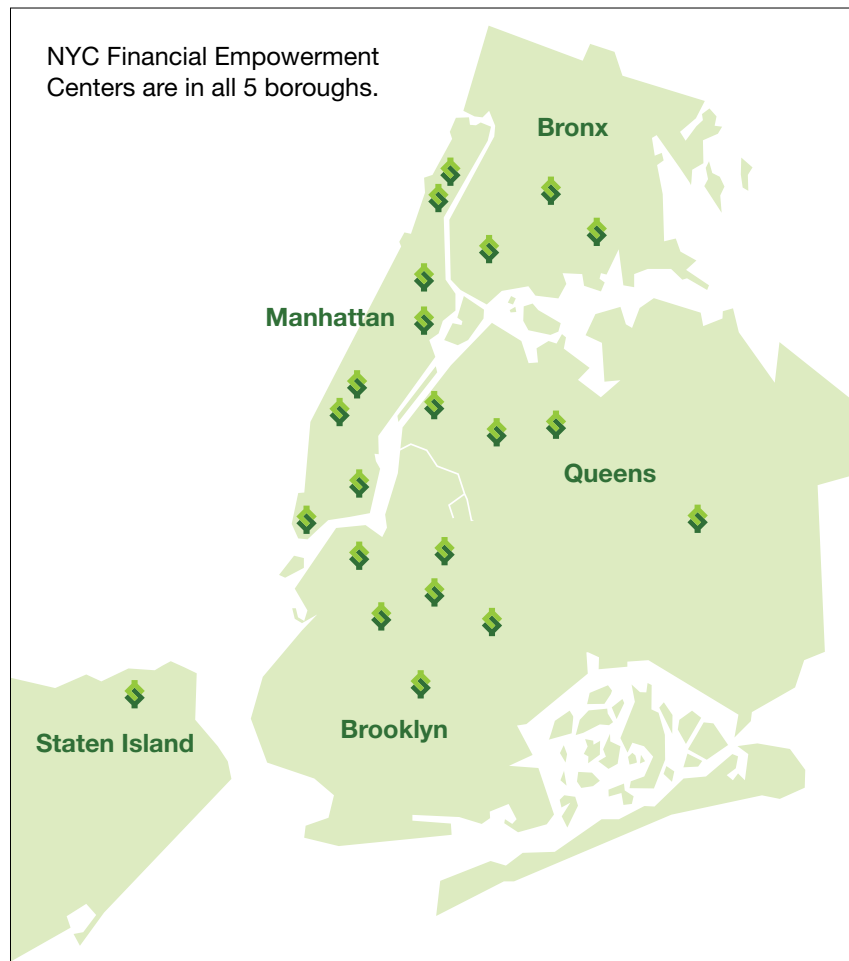 NYC Financial Empowerment
Centers are in all 5 boroughs.
Bronx
Manhattan
Queens
Brooklyn
Staten Island